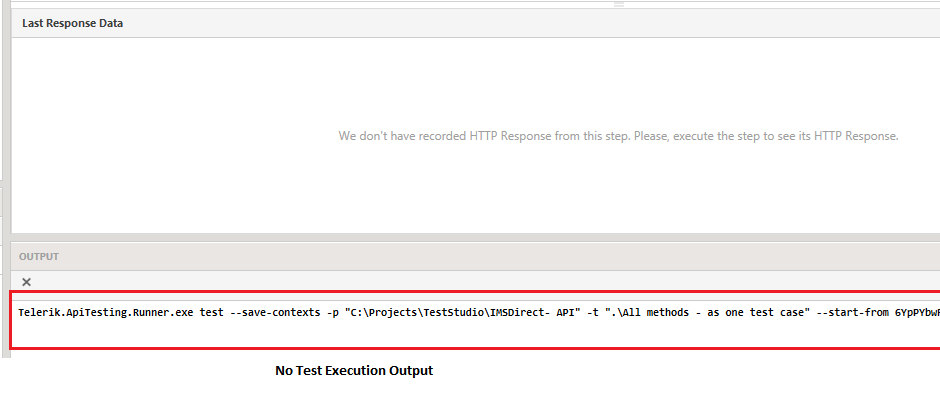 Last Response Data
We don't have recorded HTTP Response from this step. Please, execute the step to see its HTTP Response.
OUTPUT
Telerik.ApiTesting.Runner.exe test --save-contexts -p "C:\Projects\TestStudio\IMSDirect- API" -t ".\All methods - as one test case" --start-from
No Test Execution Output